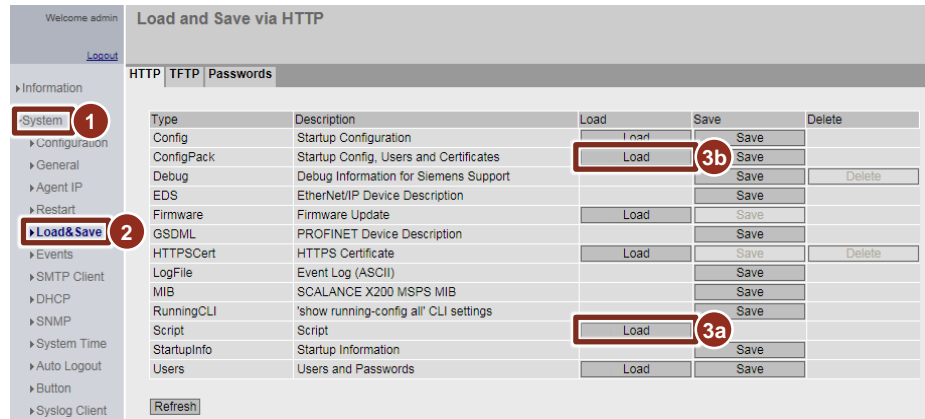 Welcome admin
Logout
Load and Save via HTTP
HTTP TFTP Passwords
Information
System 1
Configuration
General
Agent IP
Restart
Load&Save 2
Events
SMTP Client
DHCP
SNMP
System Time
Auto Logout
Button
Syslog Client
Type Description Load Save Delete
Config Startup Configuration Load Save
ConfigPack Startup Config, Users and Certificates Load 3b Save
Debug Debug Information for Siemens Support Save Delete
EDS EtherNet/IP Device Description Save
Firmware Firmware Update Load Save
GSDML PROFINET Device Description Save
HTTPSCert HTTPS Certificate Load Save Delete
LogFile Event Log (ASCII) Save
MIB SCALANCE X200 MSPS MIB Save
RunningCLI 'show running-config all' CLI settings Save
Script Script Load 3a
StartupInfo Startup Information Save
Users Users and Passwords Load Save
Refresh